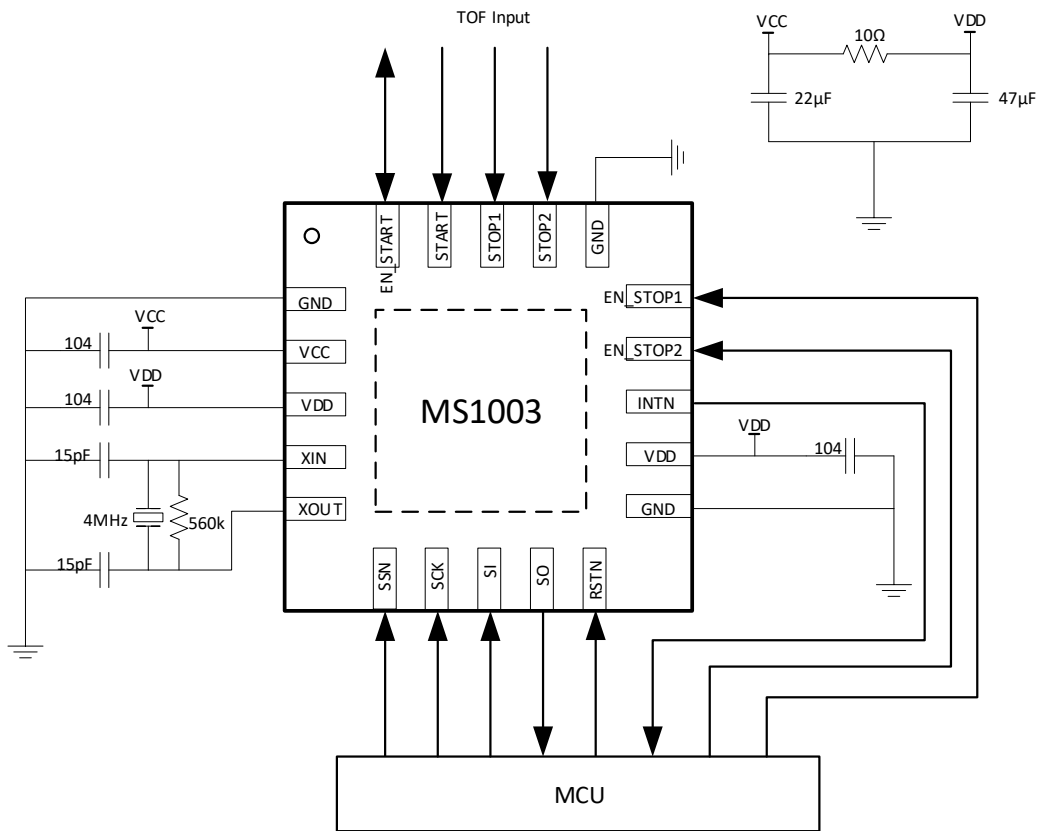 TOF Input
VCC
10Ω
VDD
22µF
47µF
EN_START
START
STOP1
STOP2
GND
GND
EN_STOP1
VCC
104
VCC
EN_STOP2
VDD
104
VDD
MS1003
INTN
VDD
15pF
XIN
VDD
104
XOUT
4MHz
560k
GND
15pF
SSN
SCK
SI
SO
RSTN
MCU